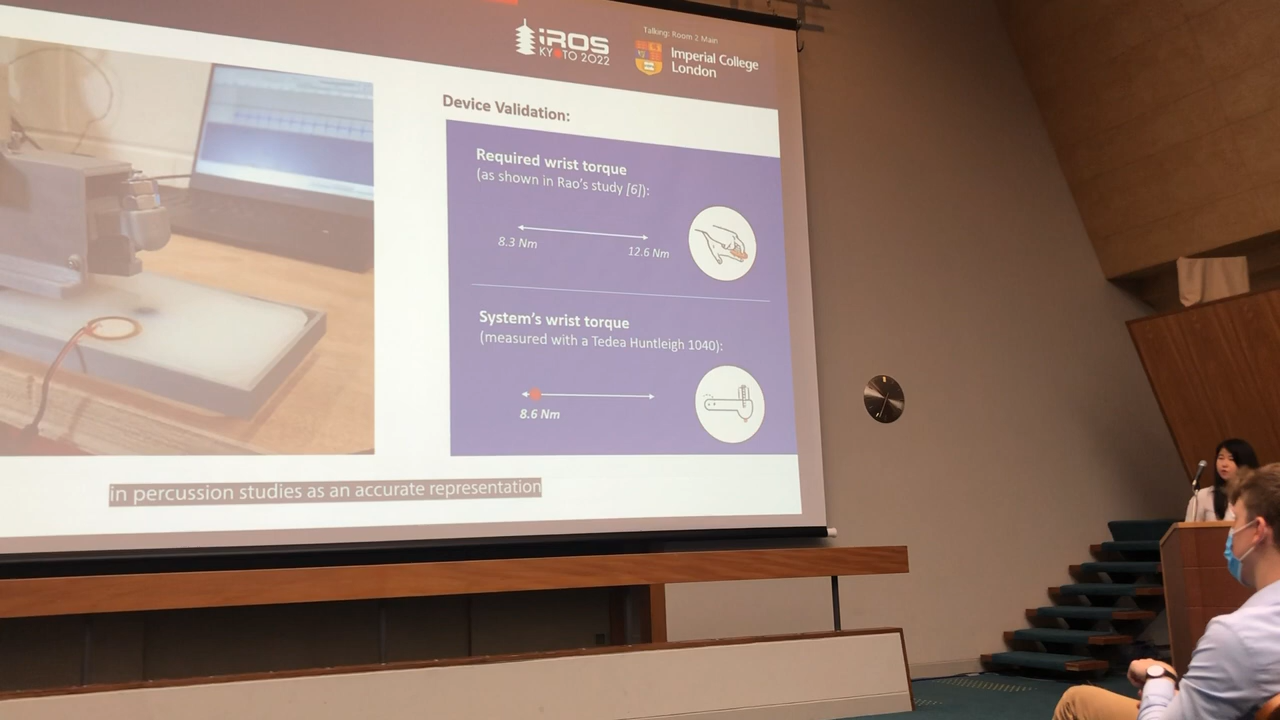 iROS
KYOTO 2022
Talking: Room 2 Main
Imperial College
London
Device Validation:
Required wrist torque
(as shown in Rao's study [6]):
8.3 Nm
12.6 Nm
System's wrist torque
(measured with a Tedea Huntleigh 1040):
8.6 Nm
in percussion studies as an accurate representation